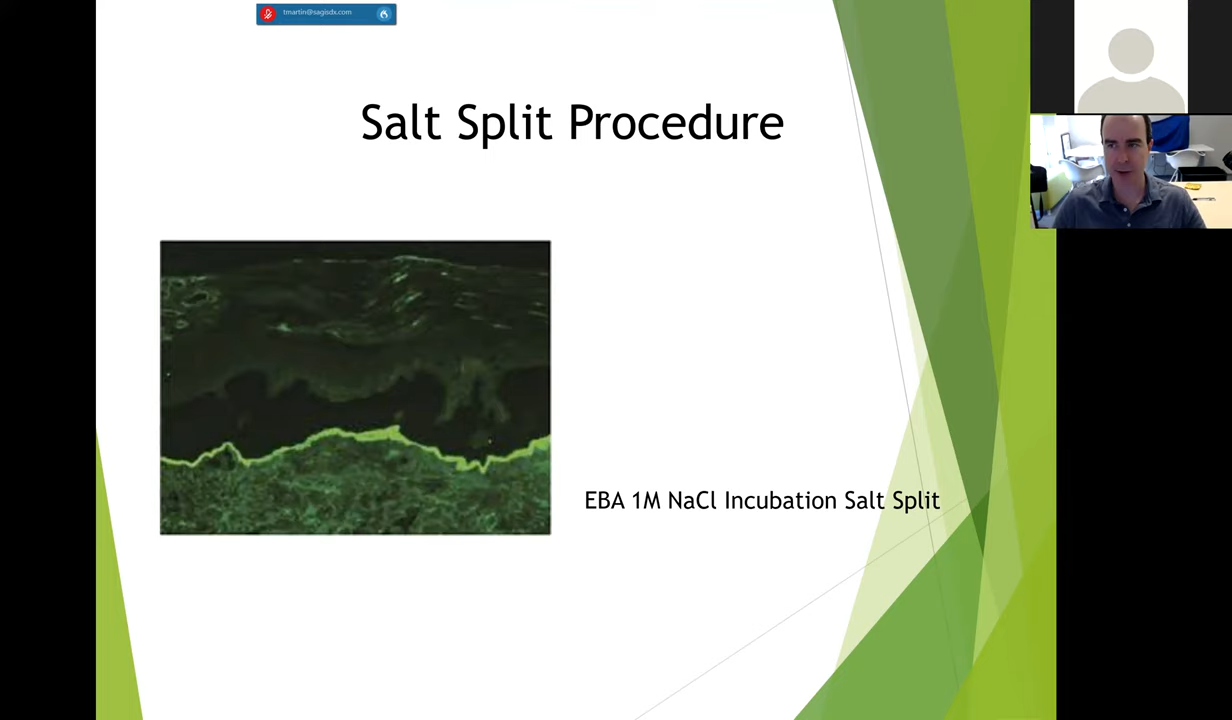 tmartin@sagisdx.com
Salt Split Procedure
EBA 1M NaCl Incubation Salt Split